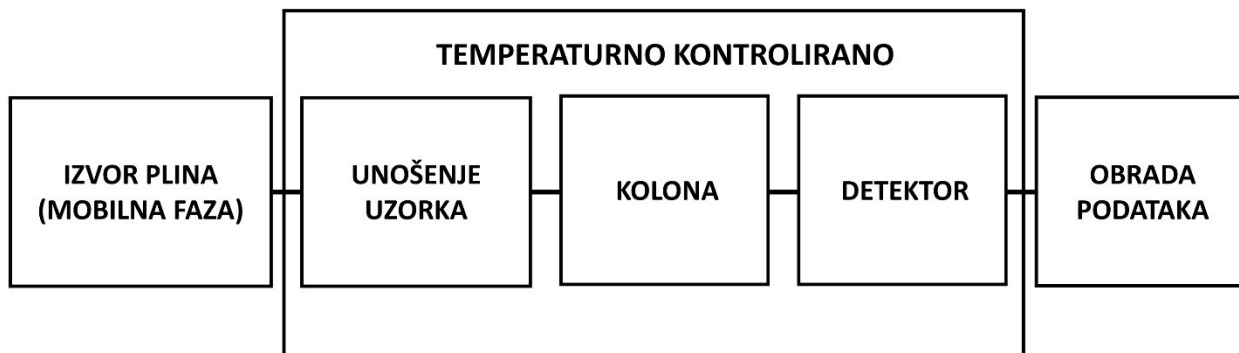 TEMPERATURNO KONTROLIRANO
IZVOR PLINA
(MOBILNA FAZA)
UNOŠENJE
UZORKA
KOLONA
DETEKTOR
OBRADA
PODATAKA